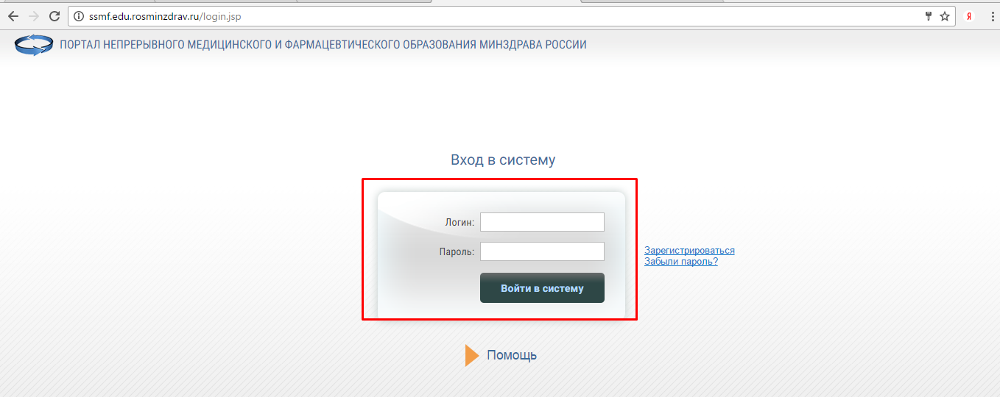 ssmf.edu.rosminzdrav.ru/login.jsp
Я
ПОРТАЛ НЕПРЕРЫВНОГО МЕДИЦИНСКОГО И ФАРМАЦЕВТИЧЕСКОГО ОБРАЗОВАНИЯ МИНЗДРАВА РОССИИ
Вход в систему
Логин:
Пароль:
Зарегистрироваться
Забыли пароль?
Войти в систему
Помощь